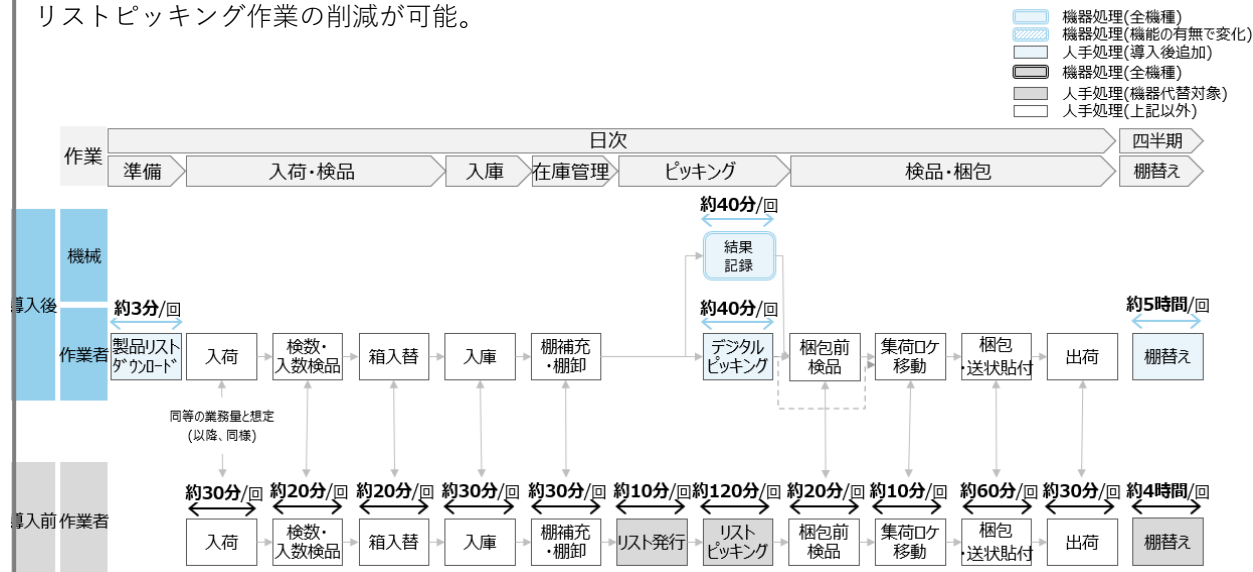 リストピッキング作業の削減が可能。
機器処理(全機種)
機器処理(機能の有無で変化)
人手処理(導入後追加)
機器処理(全機種)
人手処理(機器代替対象)
人手処理(上記以外)
作業
日次
四半期
準備
入荷・検品
入庫
在庫管理
ピッキング
検品・梱包
棚替え
導入後
機械
約40分/回
結果
記録
作業者
約3分/回
約40分/回
約5時間/回
製品リスト
ダウンロード
入荷
検数・
入数検品
箱入替
入庫
棚補充
・棚卸
デジタル
ピッキング
梱包前
検品
集荷ロケ
移動
梱包
・送状貼付
出荷
棚替え
同等の業務量と想定
(以降、同様)
導入前
作業者
約30分/回
約20分/回
約20分/回
約30分/回
約30分/回
約10分/回
約120分/回
約20分/回
約10分/回
約60分/回
約30分/回
約4時間/回
入荷
検数・
入数検品
箱入替
入庫
棚補充
・棚卸
リスト発行
リスト
ピッキング
梱包前
検品
集荷ロケ
移動
梱包
・送状貼付
出荷
棚替え